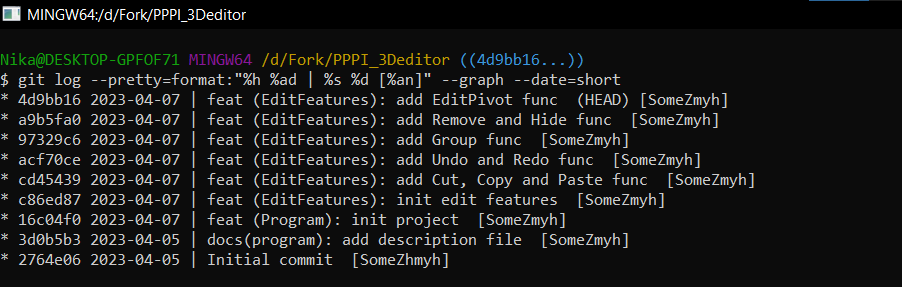 MINGW64:/d/Fork/PPPI_3Deditor
Nika@DESKTOP-GPFOF71 MINGW64 /d/Fork/PPPI_3Deditor ((4d9bb16...))
$ git log --pretty=format:"%h %ad | %s %d [%an]" --graph --date=short
* 4d9bb16 2023-04-07 | feat (EditFeatures): add EditPivot func  (HEAD) [SomeZmyh]
* a9b5fa0 2023-04-07 | feat (EditFeatures): add Remove and Hide func  [SomeZmyh]
* 97329c6 2023-04-07 | feat (EditFeatures): add Group func  [SomeZmyh]
* acf70ce 2023-04-07 | feat (EditFeatures): add Undo and Redo func  [SomeZmyh]
* cd45439 2023-04-07 | feat (EditFeatures): add Cut, Copy and Paste func  [SomeZmyh]
* c86ed87 2023-04-07 | feat (EditFeatures): init edit features  [SomeZmyh]
* 16c04f0 2023-04-07 | feat (Program): init project  [SomeZmyh]
* 3d0b5b3 2023-04-05 | docs(program): add description file  [SomeZmyh]
* 2764e06 2023-04-05 | Initial commit  [SomeZhmyh]